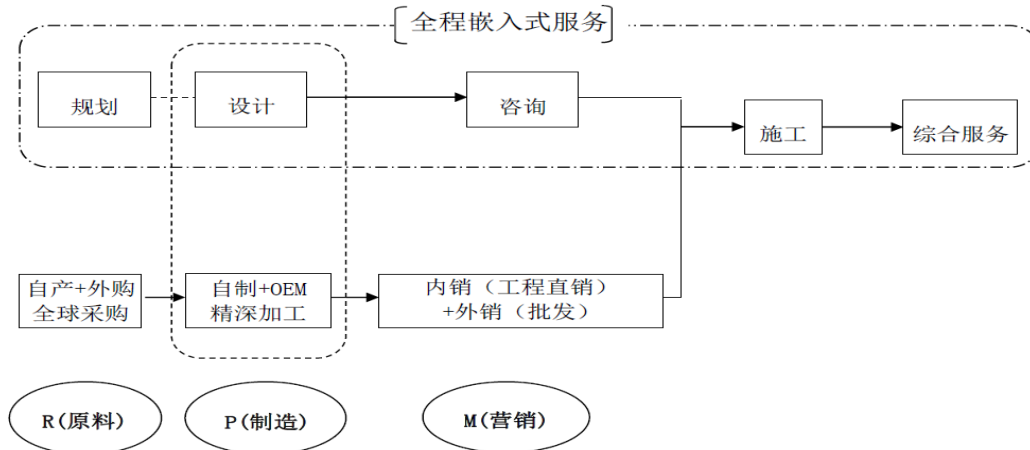 全程嵌入式服务
规划
设计
咨询
施工
综合服务
自产+外购
全球采购
自制+OEM
精深加工
内销（工程直销）
+外销（批发）
R(原料)
P(制造)
M(营销)